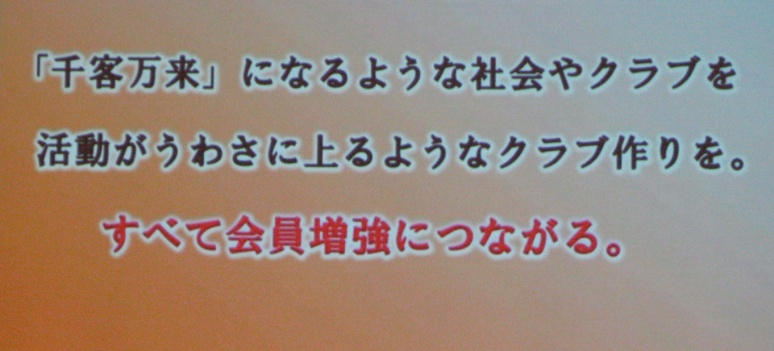 「千客万来」になるような社会やクラブを
活動がうわさに上るようなクラブ作りを。
すべて会員増強につながる。